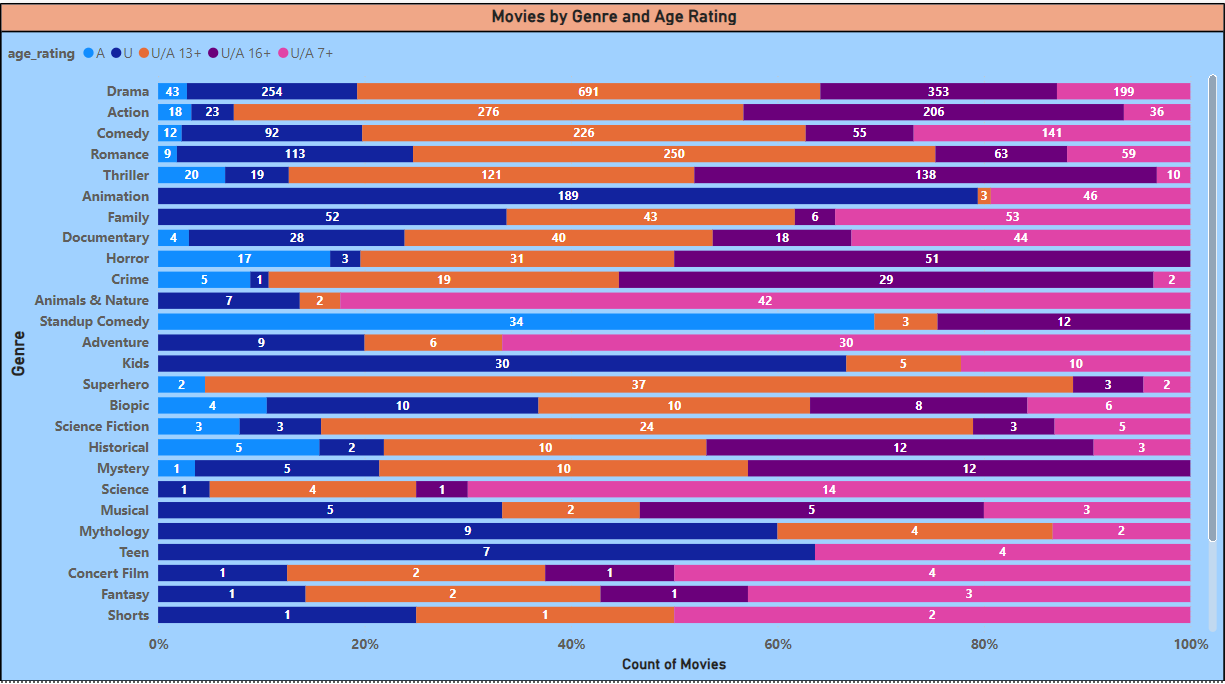 Movies by Genre and Age Rating
age_rating A U U/A 13+ U/A 16+ U/A 7+
Drama 43 254 691 353 199
Action 18 23 276 206 36
Comedy 12 92 226 55 141
Romance 9 113 250 63 59
Thriller 20 19 121 138 10
Animation 189 3 46
Family 52 43 6 53
Documentary 4 28 40 18 44
Horror 17 3 31 51
Crime 5 1 19 29 2
Animals & Nature 7 2 42
Standup Comedy 34 3 12
Adventure 9 6 30
Kids 30 5 10
Superhero 2 37 3 2
Biopic 4 10 10 8 6
Science Fiction 3 3 24 3 5
Historical 5 2 10 12 3
Mystery 1 5 10 12
Science 1 4 1 14
Musical 5 2 5 3
Mythology 9 4 2
Teen 7 4
Concert Film 1 2 1 4
Fantasy 1 2 1 3
Shorts 1 1 2
Genre
0% 20% 40% 60% 80% 100%
Count of Movies